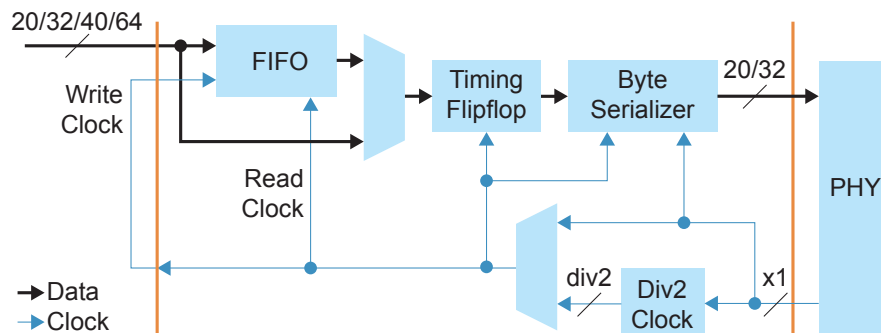 20/32/40/64
FIFO
Write
Clock
Timing
Flipflop
Byte
Serializer
20/32
Read
Clock
PHY
div2
Div2
Clock
x1
Data
Clock